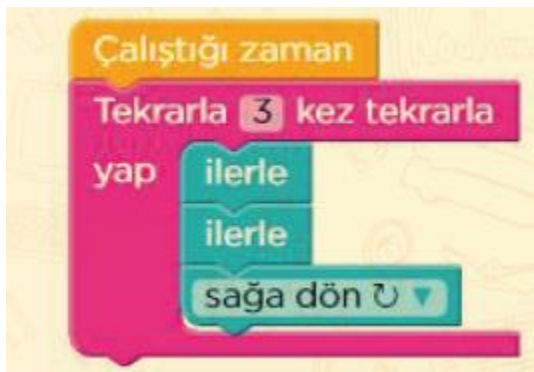 Çalıştığı zaman
Tekrarla 3 kez tekrarla
yap ilerle
ilerle
sağa dön ↻ ▼